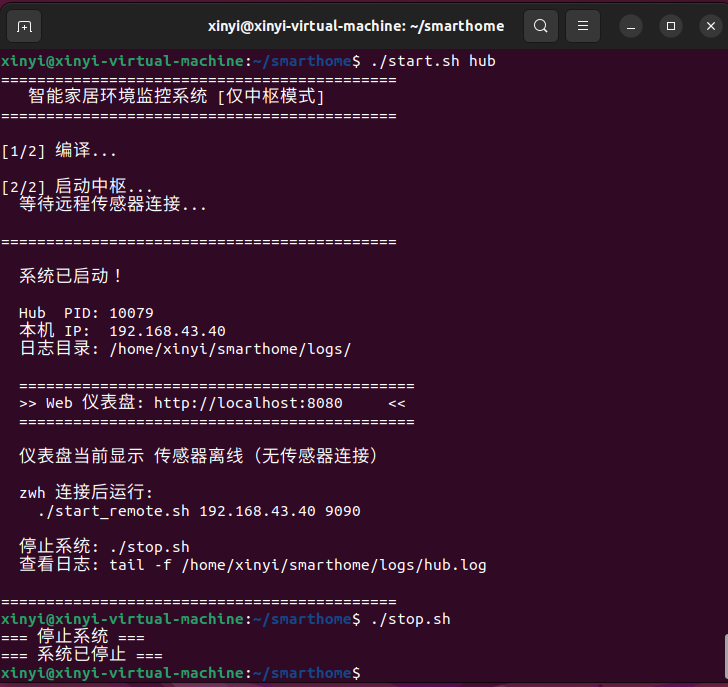 xinyi@xinyi-virtual-machine: ~/smarthome
xinyi@xinyi-virtual-machine:~/smarthome$ ./start.sh hub
============================================
   智能家居环境监控系统 [仅中枢模式]
============================================
[1/2] 编译...
[2/2] 启动中枢...
  等待远程传感器连接...
============================================
  系统已启动！
  Hub  PID: 10079
  本机 IP:  192.168.43.40
  日志目录: /home/xinyi/smarthome/logs/
  ============================================
  >> Web 仪表盘: http://localhost:8080     <<
  ============================================
  仪表盘当前显示 传感器离线（无传感器连接）
  zwh 连接后运行:
    ./start_remote.sh 192.168.43.40 9090
  停止系统: ./stop.sh
  查看日志: tail -f /home/xinyi/smarthome/logs/hub.log
============================================
xinyi@xinyi-virtual-machine:~/smarthome$ ./stop.sh
=== 停止系统 ===
=== 系统已停止 ===
xinyi@xinyi-virtual-machine:~/smarthome$